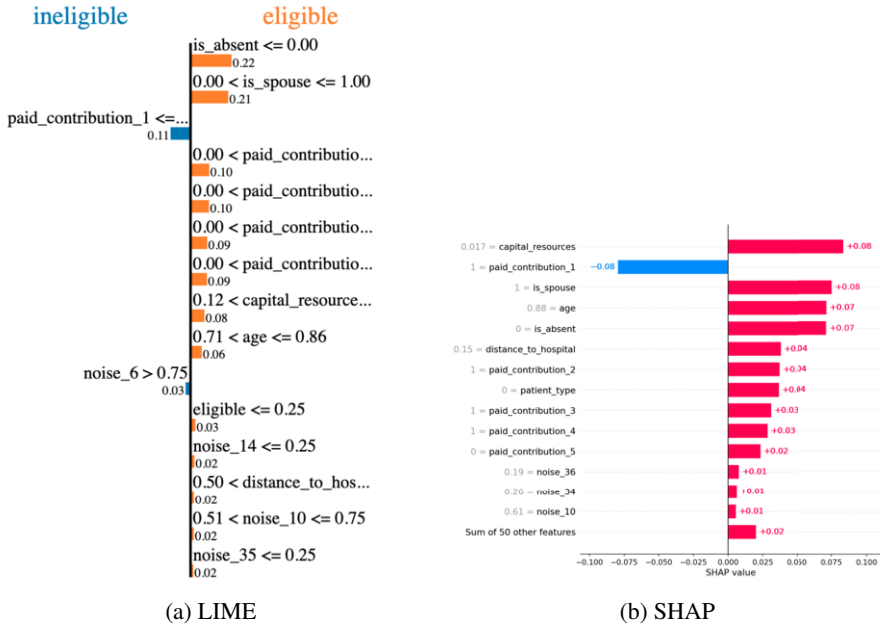 ineligible
eligible
is_absent <= 0.00
0.22
0.00 < is_spouse <= 1.00
0.21
paid_contribution_1 <=...
0.11
0.00 < paid_contributio...
0.10
0.00 < paid_contributio...
0.10
0.00 < paid_contributio...
0.09
0.00 < paid_contributio...
0.09
0.12 < capital_resource...
0.08
0.71 < age <= 0.86
0.06
noise_6 > 0.75
0.03
eligible <= 0.25
0.03
noise_14 <= 0.25
0.02
0.50 < distance_to_hos...
0.02
0.51 < noise_10 <= 0.75
0.02
noise_35 <= 0.25
0.02
(a) LIME
0.017 = capital_resources +0.08
1 = paid_contribution_1 −0.08
1 = is_spouse +0.08
0.88 = age +0.07
0 = is_absent +0.07
0.15 = distance_to_hospital +0.04
1 = paid_contribution_2 +0.04
0 = patient_type +0.04
1 = paid_contribution_3 +0.03
1 = paid_contribution_4 +0.03
0 = paid_contribution_5 +0.02
0.19 = noise_36 +0.01
0.26 = noise_34 +0.01
0.61 = noise_10 +0.01
Sum of 50 other features +0.02
−0.100 −0.075 −0.050 −0.025 0.000 0.025 0.050 0.075 0.100
SHAP value
(b) SHAP